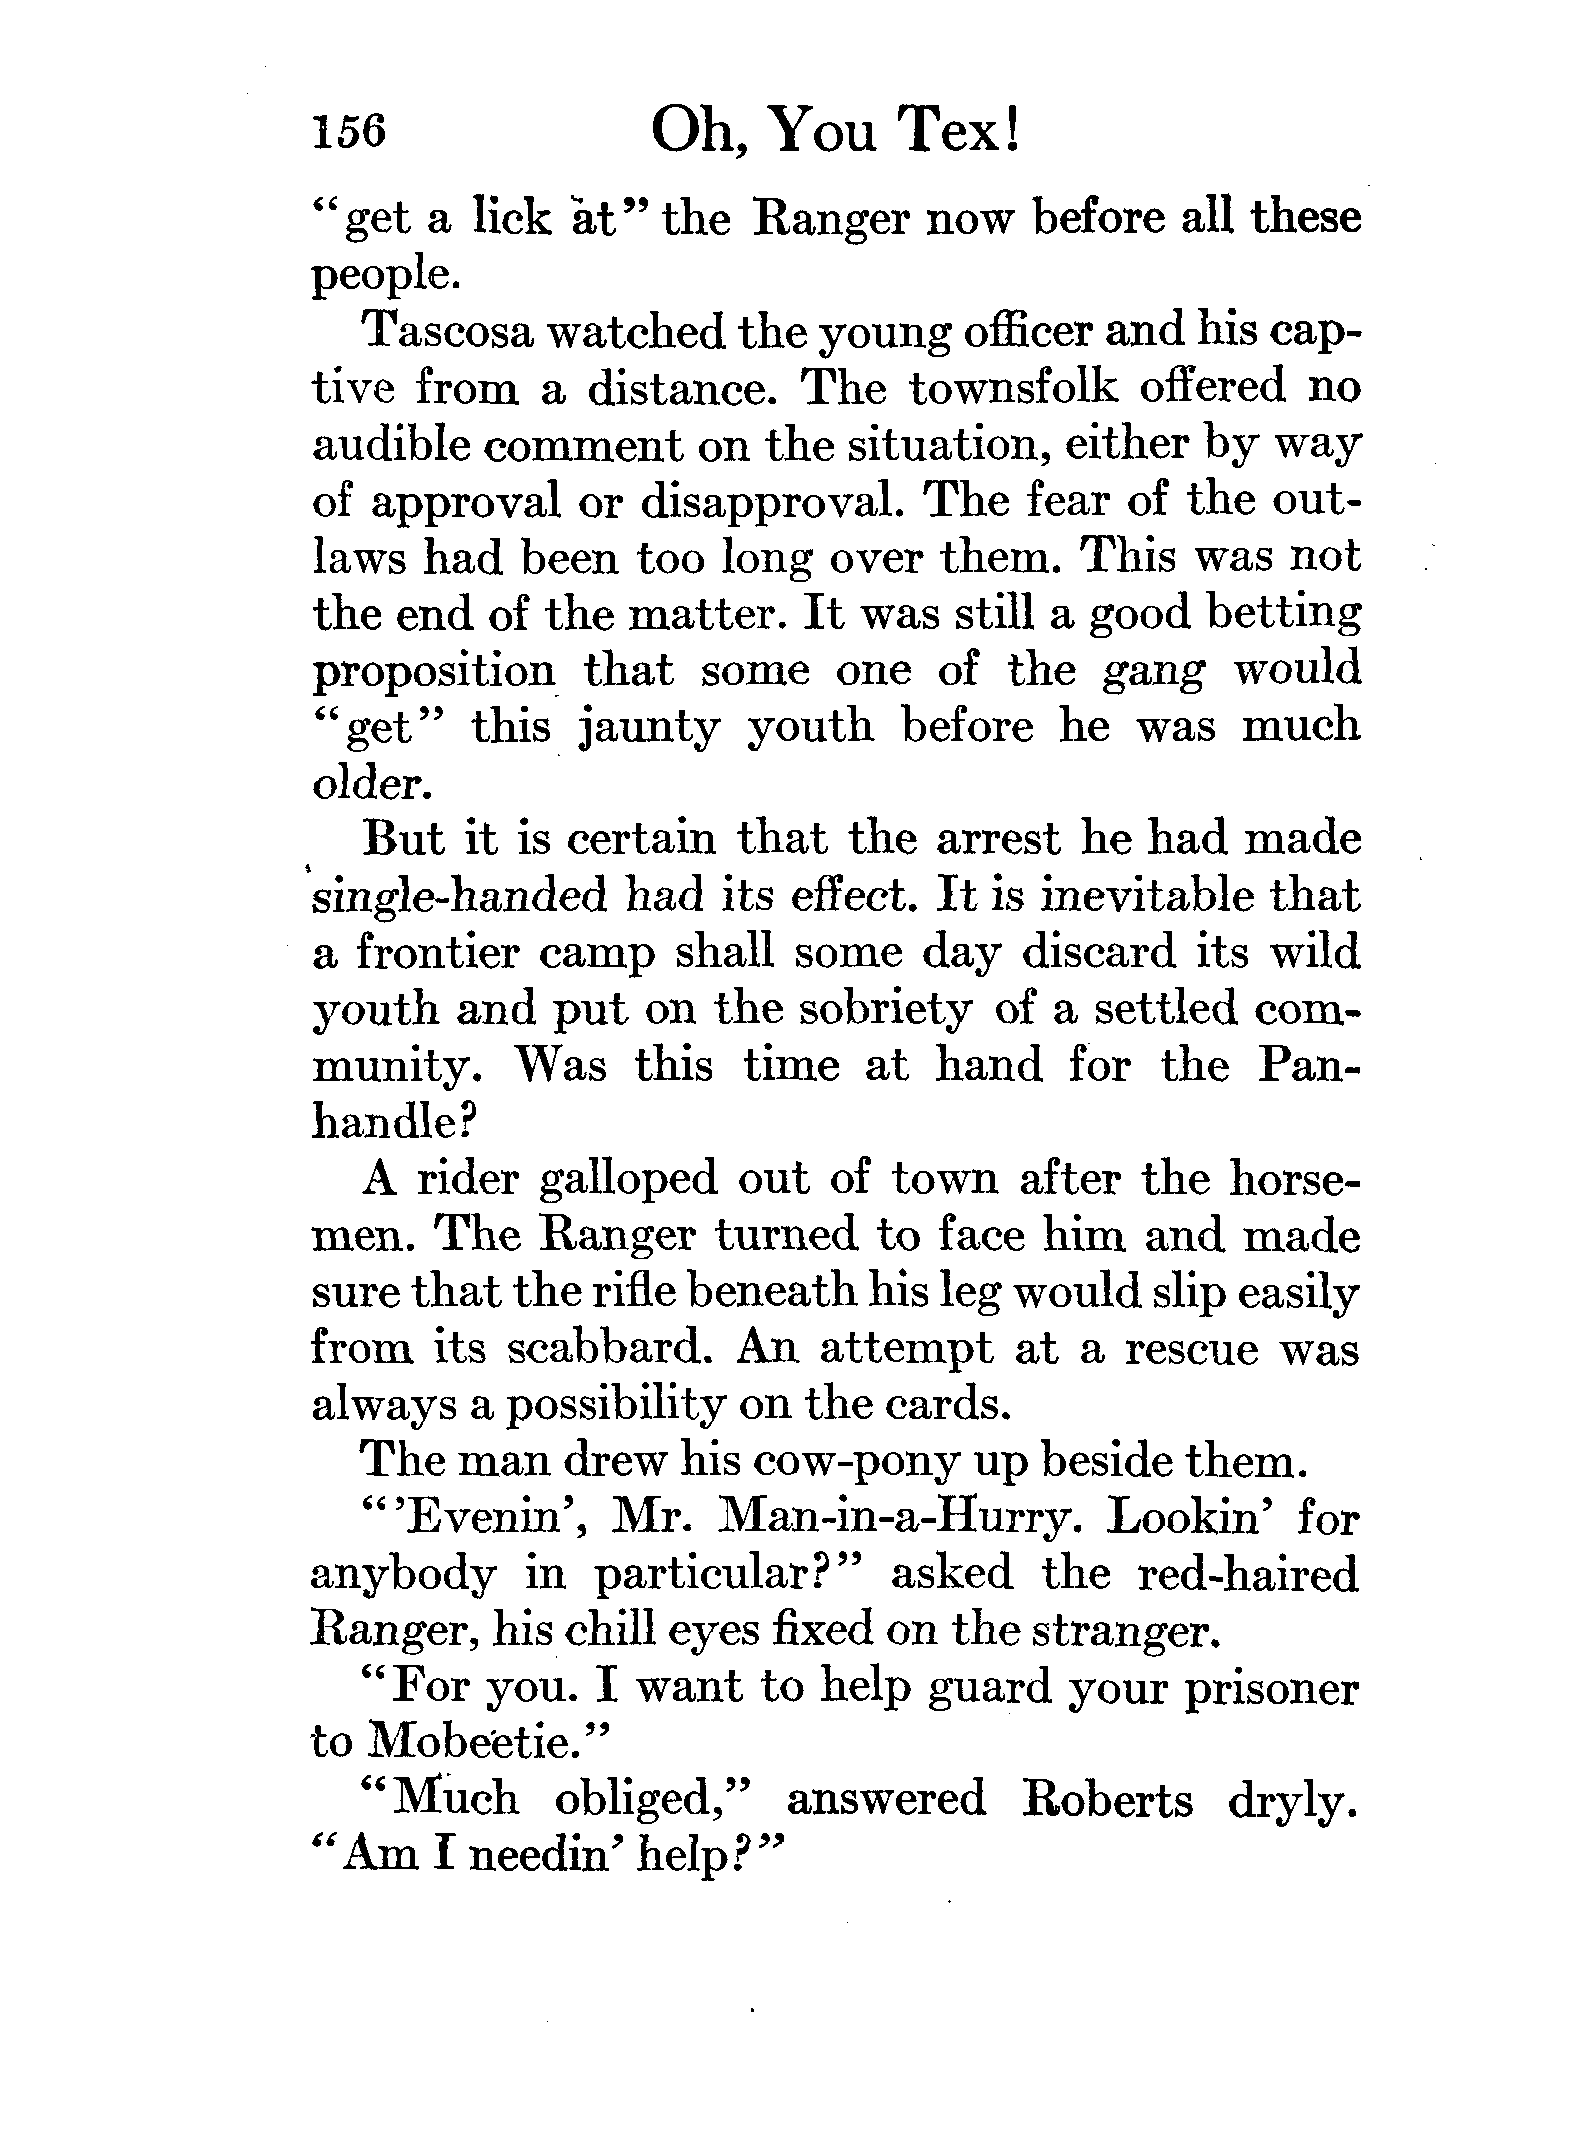 156 Oh, You Tex!
“get a lick at” the Ranger now before all these
people.
Tascosa watched the young officer and his cap-
tive from a distance. The townsfolk offered no
audible comment on the situation, either by way
of approval or disapproval. The fear of the out-
laws had been too long over them. This was not
the end of the matter. It was still a good betting
proposition that some one of the gang would
“get” this jaunty youth before he was much
older.
But it is certain that the arrest he had made
single-handed had its effect. It is inevitable that
a frontier camp shall some day discard its wild
youth and put on the sobriety of a settled com-
munity. Was this time at hand for the Pan-
handle?
A rider galloped out of town after the horse-
men. The Ranger turned to face him and made
sure that the rifle beneath his leg would slip easily
from its scabbard. An attempt at a rescue was
always a possibility on the cards.
The man drew his cow-pony up beside them.
“’Evenin’, Mr. Man-in-a-Hurry. Lookin’ for
anybody in particular?” asked the red-haired
Ranger, his chill eyes fixed on the stranger.
“For you. I want to help guard your prisoner
to Mobeetie.”
“Much obliged,” answered Roberts dryly.
“Am I needin’ help?”